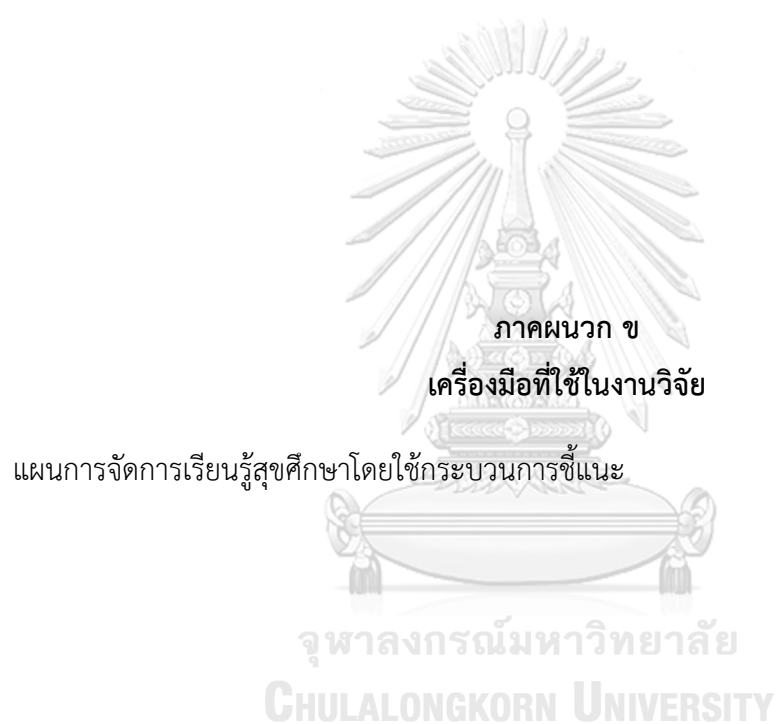 ภาคผนวก ข
เครื่องมือที่ใช้ในงานวิจัย
แผนการจัดการเรียนรู้สุขศึกษาโดยใช้กระบวนการชี้แนะ
จุฬาลงกรณ์มหาวิทยาลัย
CHULALONGKORN UNIVERSITY